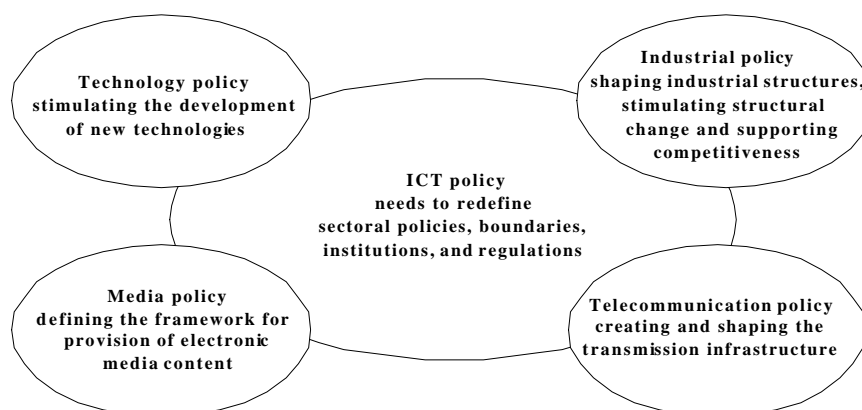 Technology policy
stimulating the development
of new technologies
Industrial policy
shaping industrial structures,
stimulating structural
change and supporting
competitiveness
ICT policy
needs to redefine
sectoral policies, boundaries,
institutions, and regulations
Media policy
defining the framework for
provision of electronic
media content
Telecommunication policy
creating and shaping the
transmission infrastructure